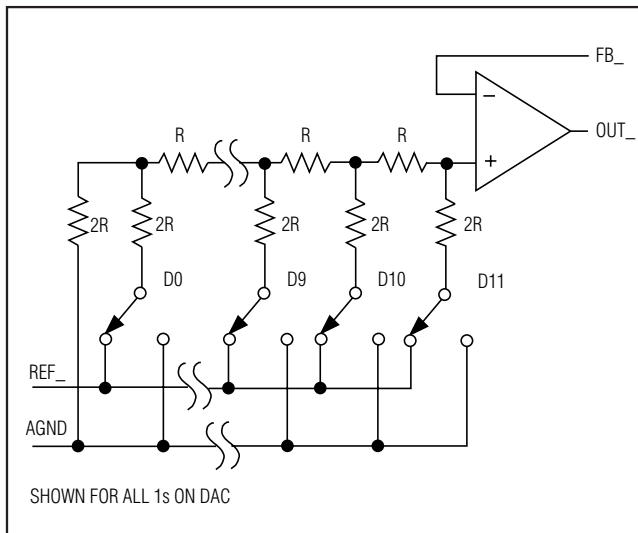 FB_
−
OUT_
+
R R R
2R 2R 2R 2R 2R
D0 D9 D10 D11
REF_
AGND
SHOWN FOR ALL 1s ON DAC